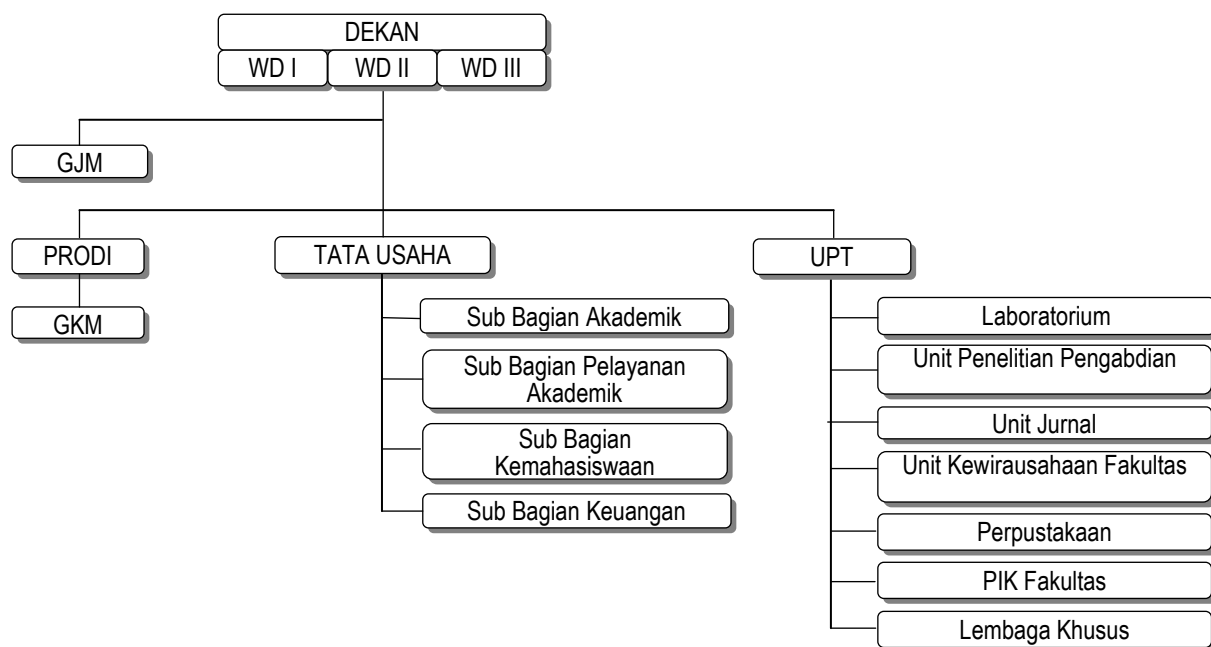 DEKAN
WD I
WD II
WD III
GJM
PRODI
TATA USAHA
UPT
GKM
Sub Bagian Akademik
Sub Bagian Pelayanan
Akademik
Sub Bagian
Kemahasiswaan
Sub Bagian Keuangan
Laboratorium
Unit Penelitian Pengabdian
Unit Jurnal
Unit Kewirausahaan Fakultas
Perpustakaan
PIK Fakultas
Lembaga Khusus